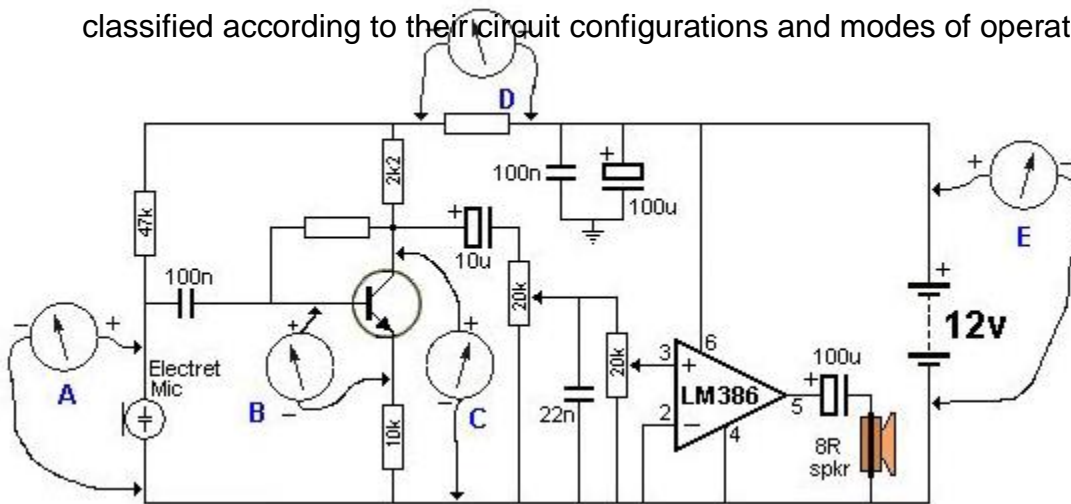 classified according to their circuit configurations and modes of operat
+
D
2k2
100n
+
100u
+
−
E
47k
100n
+
10u
20k
+
12v
−
+
A
Electret
Mic
+
B
−
+
C
−
10k
22n
20k
3
+
6
LM386
2
−
4
5
100u
+
8R
spkr